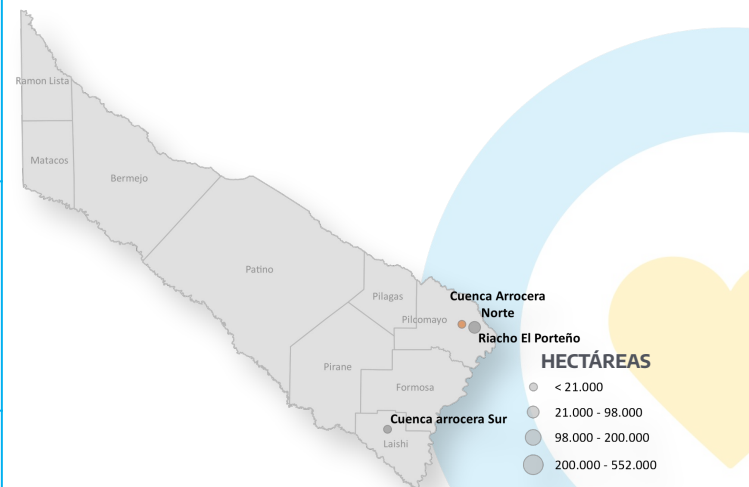 Ramon Lista
Matacos
Bermejo
Patino
Pilagas
Cuenca Arrocera
Norte
Pilcomayo
Riacho El Porteño
Pirane
Formosa
Cuenca arrocera Sur
Laishi
HECTÁREAS
< 21.000
21.000 - 98.000
98.000 - 200.000
200.000 - 552.000